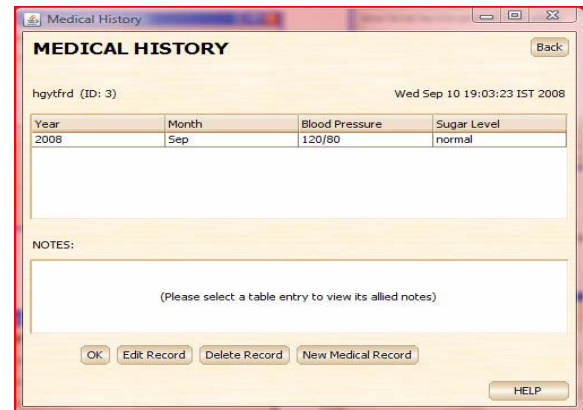 Medical History
MEDICAL HISTORY
Back
hgytfrd (ID: 3)
Wed Sep 10 19:03:23 IST 2008
Year Month Blood Pressure Sugar Level
2008 Sep 120/80 normal
NOTES:
(Please select a table entry to view its allied notes)
OK Edit Record Delete Record New Medical Record
HELP